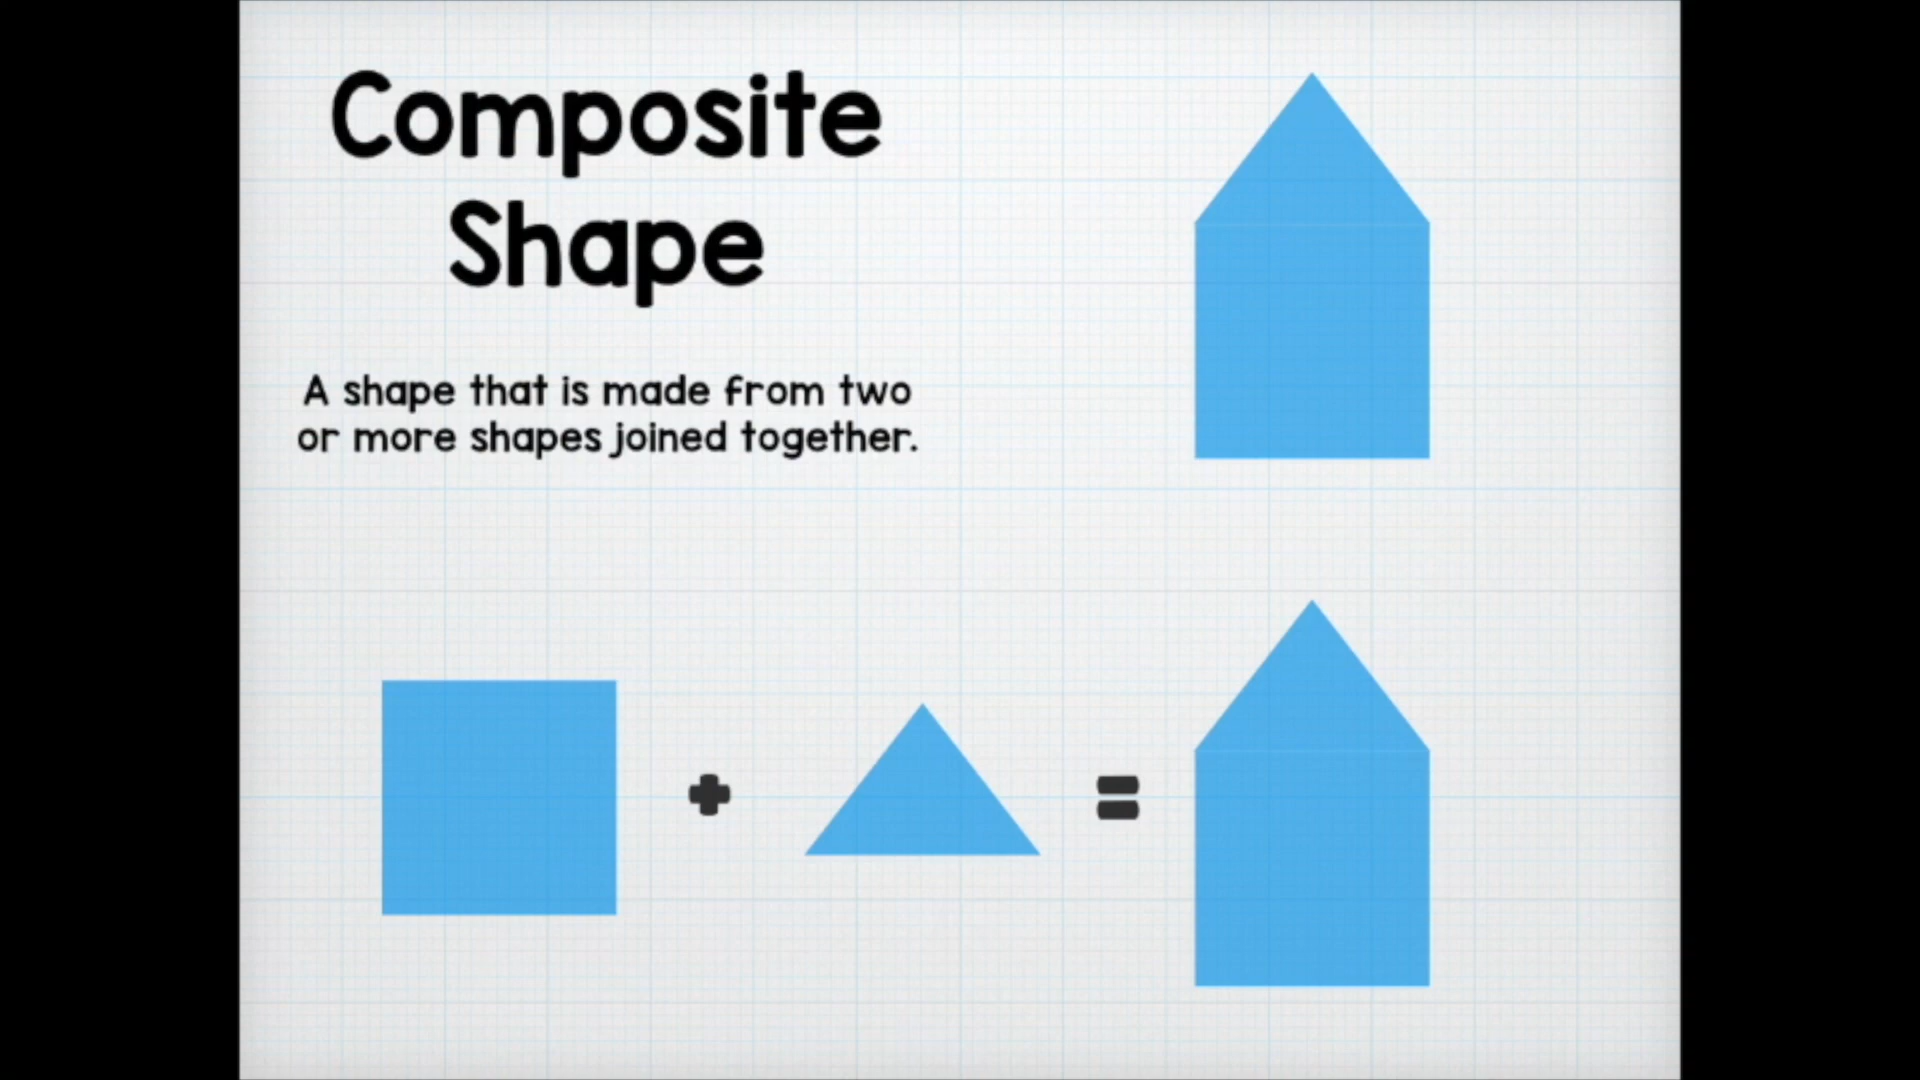 Composite
Shape
A shape that is made from two
or more shapes joined together.
+ =